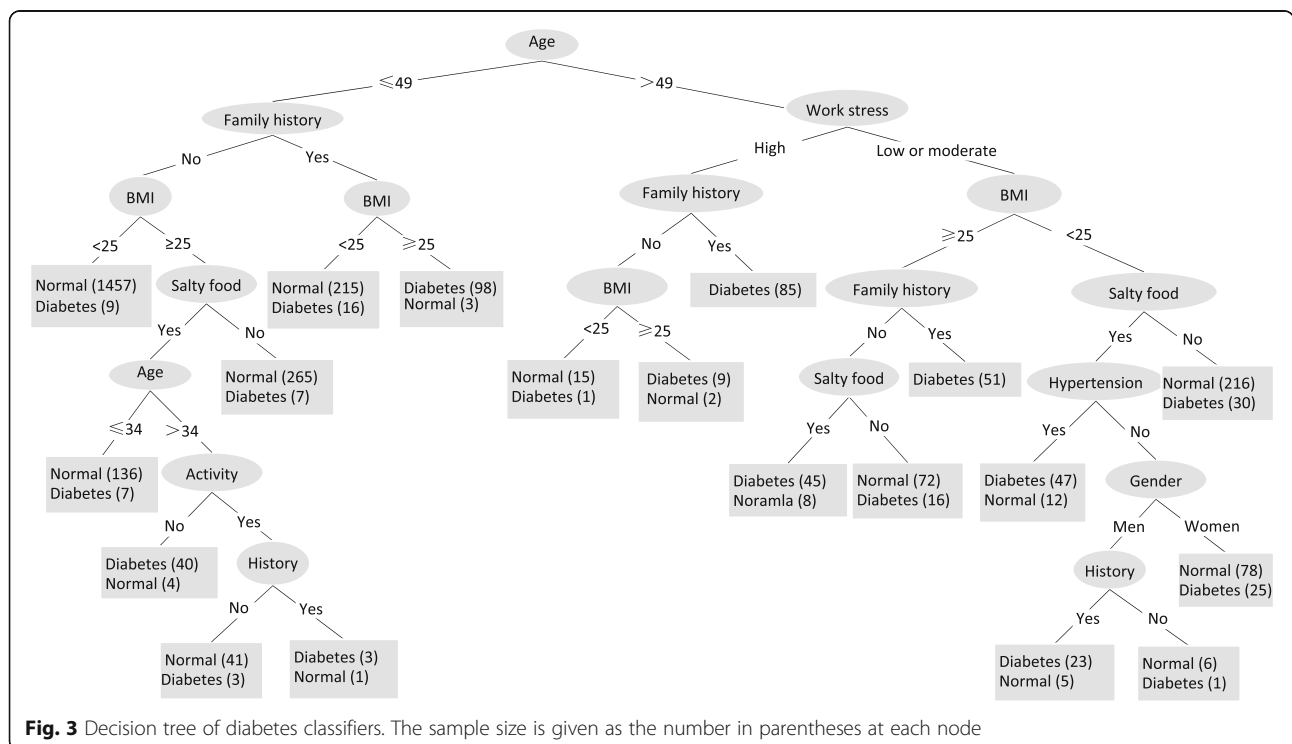 Age
≤49
>49
Family history
Work stress
No
Yes
High
Low or moderate
BMI
BMI
Family history
BMI
<25
≥25
<25
≥25
No
Yes
≥25
<25
Normal (1457)
Diabetes (9)
Salty food
Normal (215)
Diabetes (16)
Diabetes (98)
Normal (3)
BMI
Diabetes (85)
Family history
Salty food
Yes
No
<25
≥25
No
Yes
Yes
No
Age
Normal (265)
Diabetes (7)
Normal (15)
Diabetes (1)
Diabetes (9)
Normal (2)
Salty food
Diabetes (51)
Hypertension
Normal (216)
Diabetes (30)
≤34
>34
Yes
No
Yes
No
Normal (136)
Diabetes (7)
Activity
Diabetes (45)
Noramla (8)
Normal (72)
Diabetes (16)
Diabetes (47)
Normal (12)
Gender
No
Yes
Men
Women
Diabetes (40)
Normal (4)
History
History
Normal (78)
Diabetes (25)
No
Yes
Yes
No
Normal (41)
Diabetes (3)
Diabetes (3)
Normal (1)
Diabetes (23)
Normal (5)
Normal (6)
Diabetes (1)
Fig. 3 Decision tree of diabetes classifiers. The sample size is given as the number in parentheses at each node